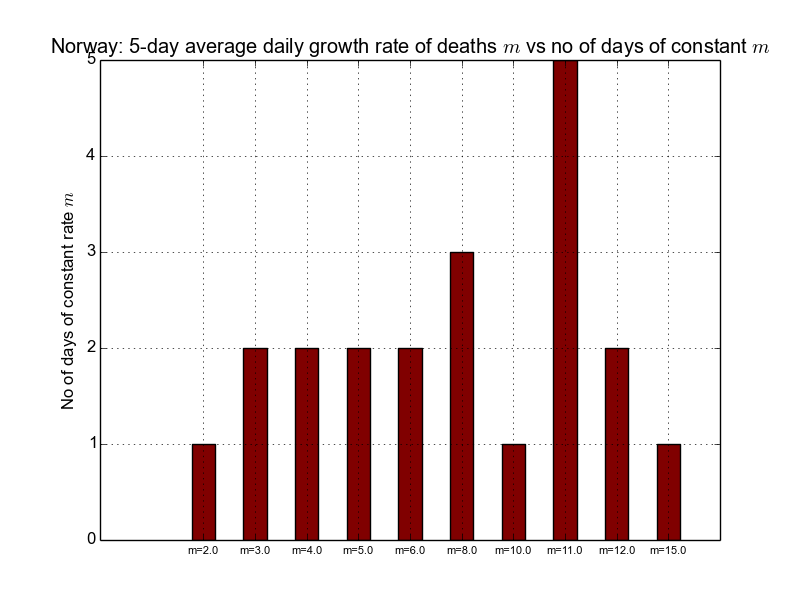 Norway: 5-day average daily growth rate of deaths m vs no of days of constant m
5
4
3
2
1
0
No of days of constant rate m
m=2.0 m=3.0 m=4.0 m=5.0 m=6.0 m=8.0 m=10.0 m=11.0 m=12.0 m=15.0